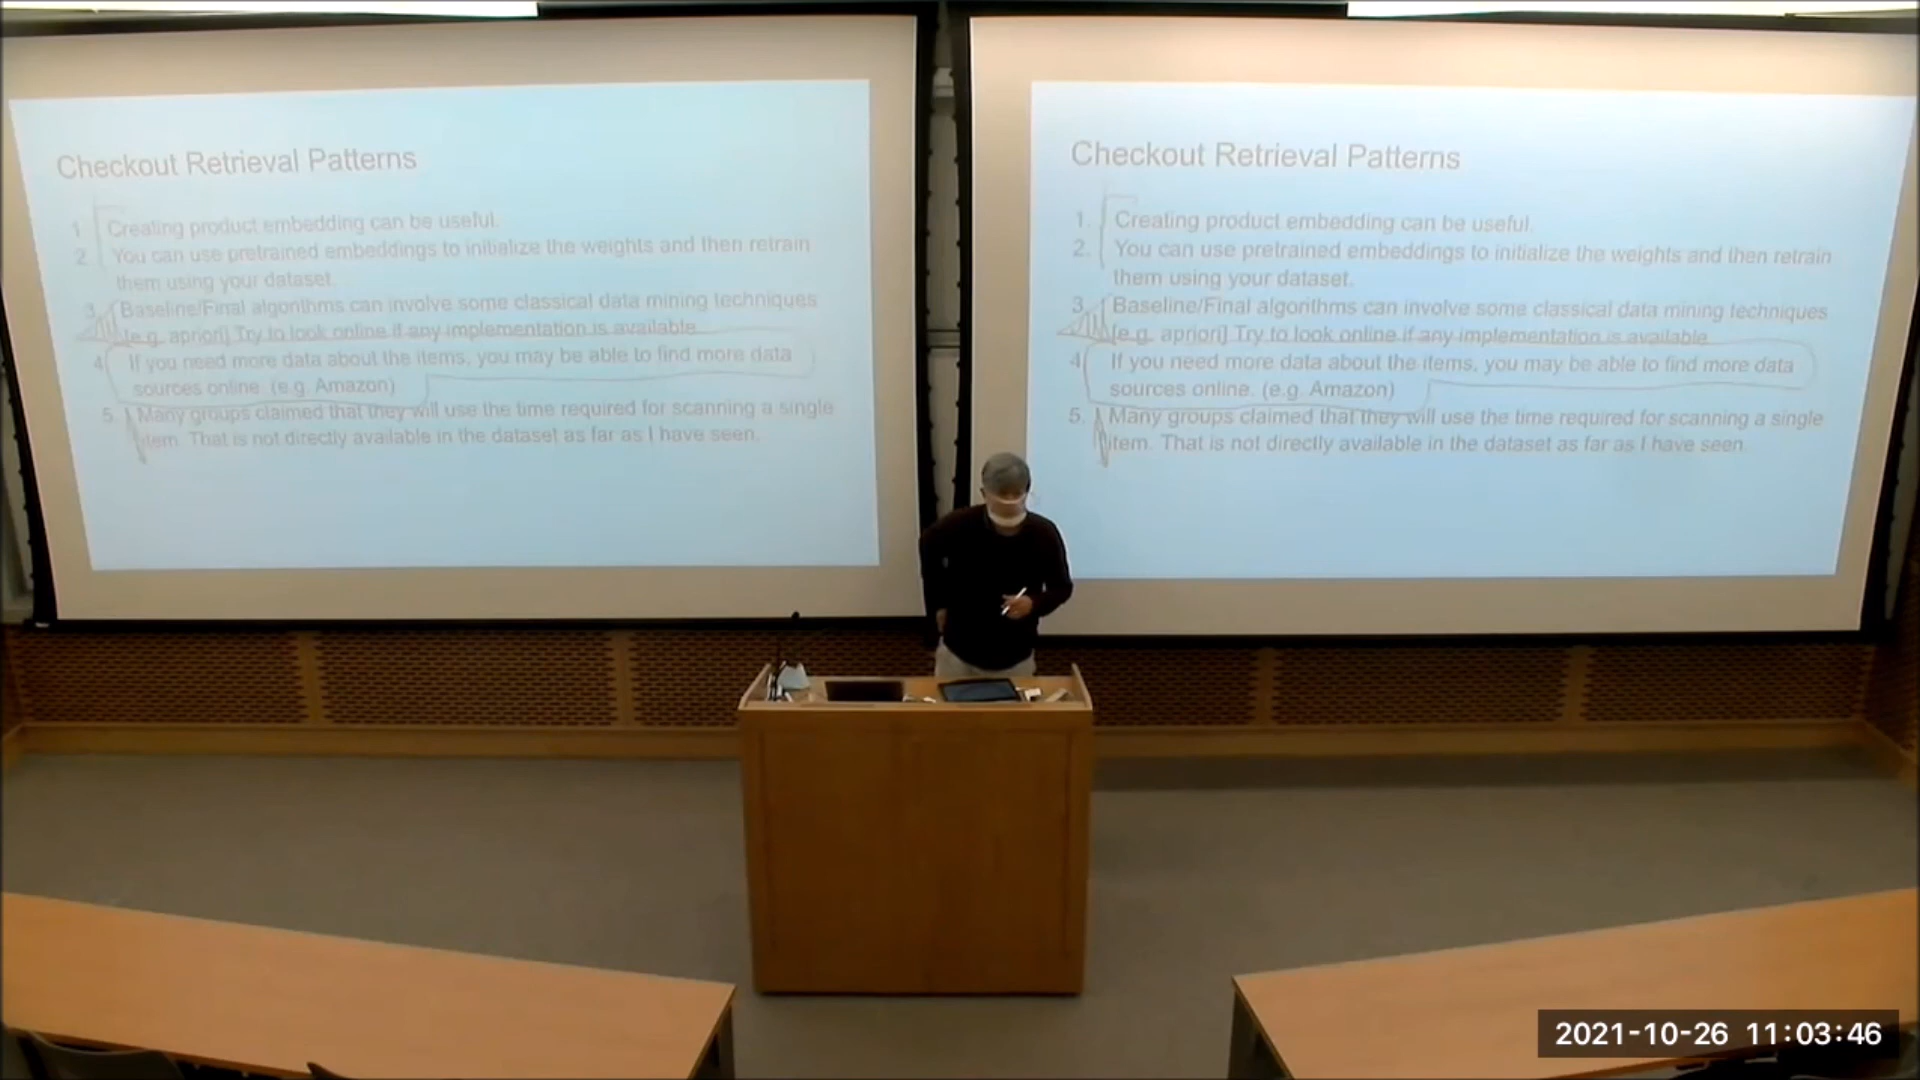 Checkout Retrieval Patterns
1. Creating product embedding can be useful.
2. You can use pretrained embeddings to initialize the weights and then retrain
them using your dataset.
3. Baseline/Final algorithms can involve some classical data mining techniques
[e.g. apriori] Try to look online if any implementation is available.
4. If you need more data about the items, you may be able to find more data
sources online. (e.g. Amazon)
5. Many groups claimed that they will use the time required for scanning a single
item. That is not directly available in the dataset as far as I have seen.
Checkout Retrieval Patterns
1. Creating product embedding can be useful.
2. You can use pretrained embeddings to initialize the weights and then retrain
them using your dataset.
3. Baseline/Final algorithms can involve some classical data mining techniques
[e.g. apriori] Try to look online if any implementation is available.
4. If you need more data about the items, you may be able to find more data
sources online. (e.g. Amazon)
5. Many groups claimed that they will use the time required for scanning a single
item. That is not directly available in the dataset as far as I have seen.
2021-10-26 11:03:46